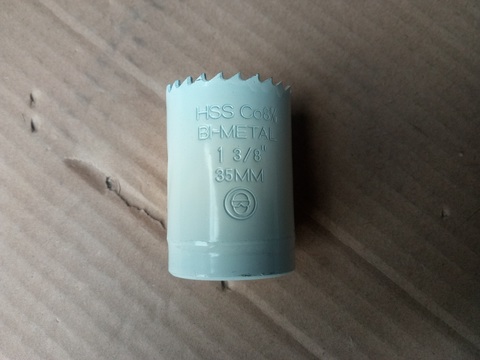 HSS Co8%
BI-METAL
1 3/8"
35MM